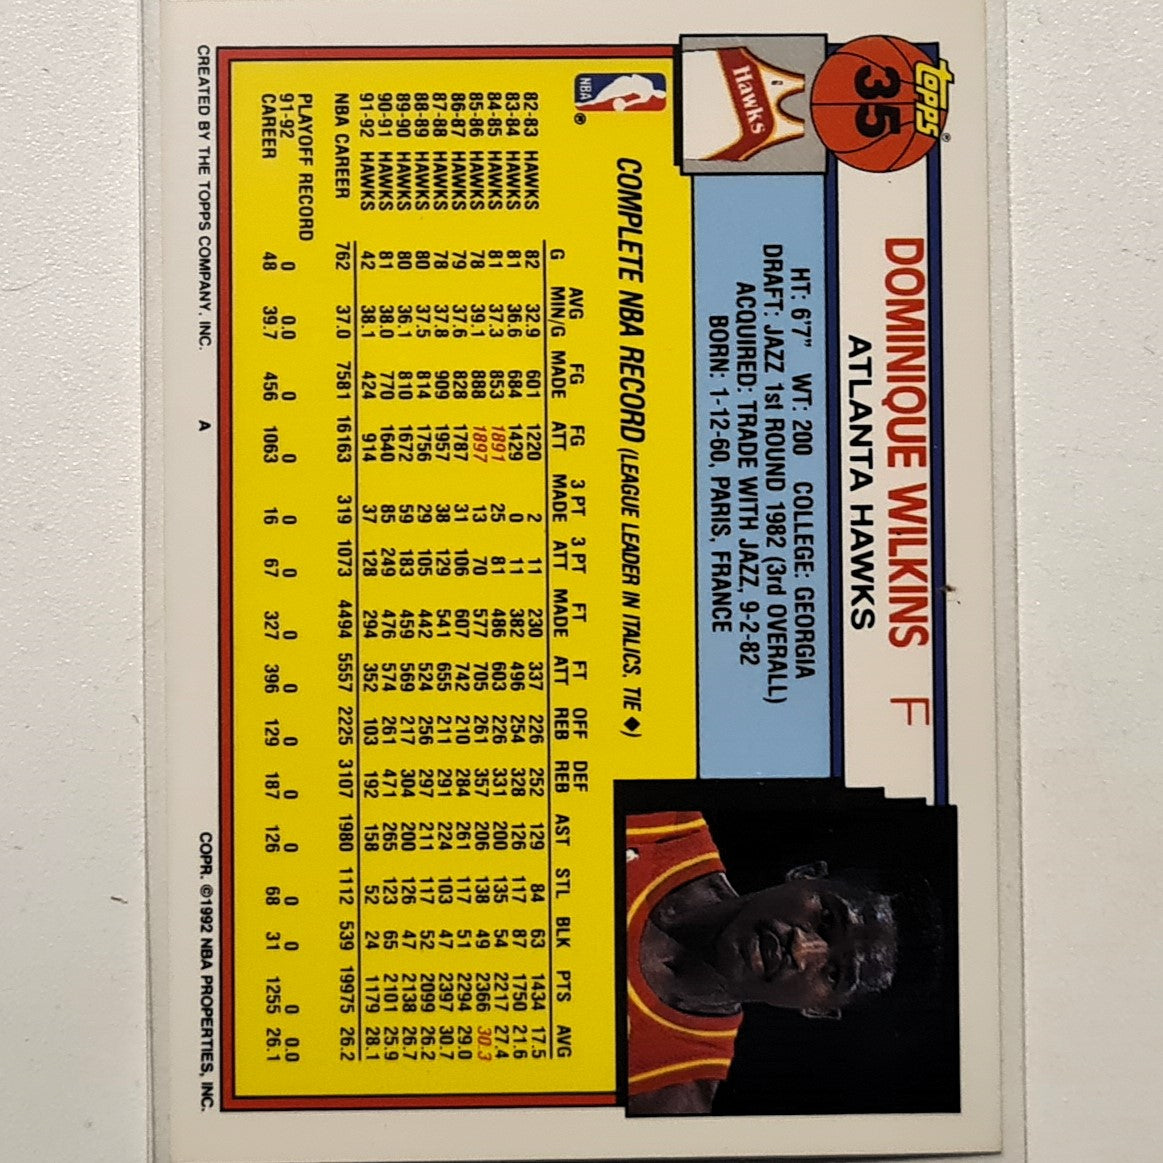 topps®
35
Hawks
DOMINIQUE WILKINS F
ATLANTA HAWKS
HT: 6'7" WT: 200 COLLEGE: GEORGIA
DRAFT: JAZZ 1st ROUND 1982 (3rd OVERALL)
ACQUIRED: TRADE WITH JAZZ, 9-2-82
BORN: 1-12-60, PARIS, FRANCE
NBA ®
COMPLETE NBA RECORD (LEAGUE LEADER IN ITALICS, TIE ◆)
AVG FG FG 3 PT 3 PT FT FT OFF DEF
G MIN/G MADE ATT MADE ATT MADE ATT REB REB AST STL BLK PTS AVG
82-83 HAWKS 82 32.9 601 1220 2 11 230 337 226 252 129 84 63 1434 17.5
83-84 HAWKS 81 36.6 684 1429 0 11 382 496 254 328 126 117 87 1750 21.6
84-85 HAWKS 81 37.3 853 1891 25 81 486 603 226 331 200 135 54 2217 27.4
85-86 HAWKS 78 39.1 888 1897 13 70 577 705 261 357 206 138 49 2366 30.3
86-87 HAWKS 79 37.6 828 1787 31 106 607 742 210 284 261 117 51 2294 29.0
87-88 HAWKS 78 37.8 909 1957 38 129 541 655 211 291 224 103 47 2397 30.7
88-89 HAWKS 80 37.5 814 1756 29 105 442 524 256 297 211 117 52 2099 26.2
89-90 HAWKS 80 36.1 810 1672 59 183 459 569 217 304 200 126 47 2138 26.7
90-91 HAWKS 81 38.0 770 1640 85 249 476 574 261 471 265 123 65 2101 25.9
91-92 HAWKS 42 38.1 424 914 37 128 294 352 103 192 158 52 24 1179 28.1
NBA CAREER 762 37.0 7581 16163 319 1073 4494 5557 2225 3107 1980 1112 539 19975 26.2
PLAYOFF RECORD
91-92 0 0.0 0 0 0 0 0 0 0 0 0 0 0 0 0.0
CAREER 48 39.7 456 1063 16 67 327 396 129 187 126 68 31 1255 26.1
CREATED BY THE TOPPS COMPANY, INC. A COPR. ©1992 NBA PROPERTIES, INC.